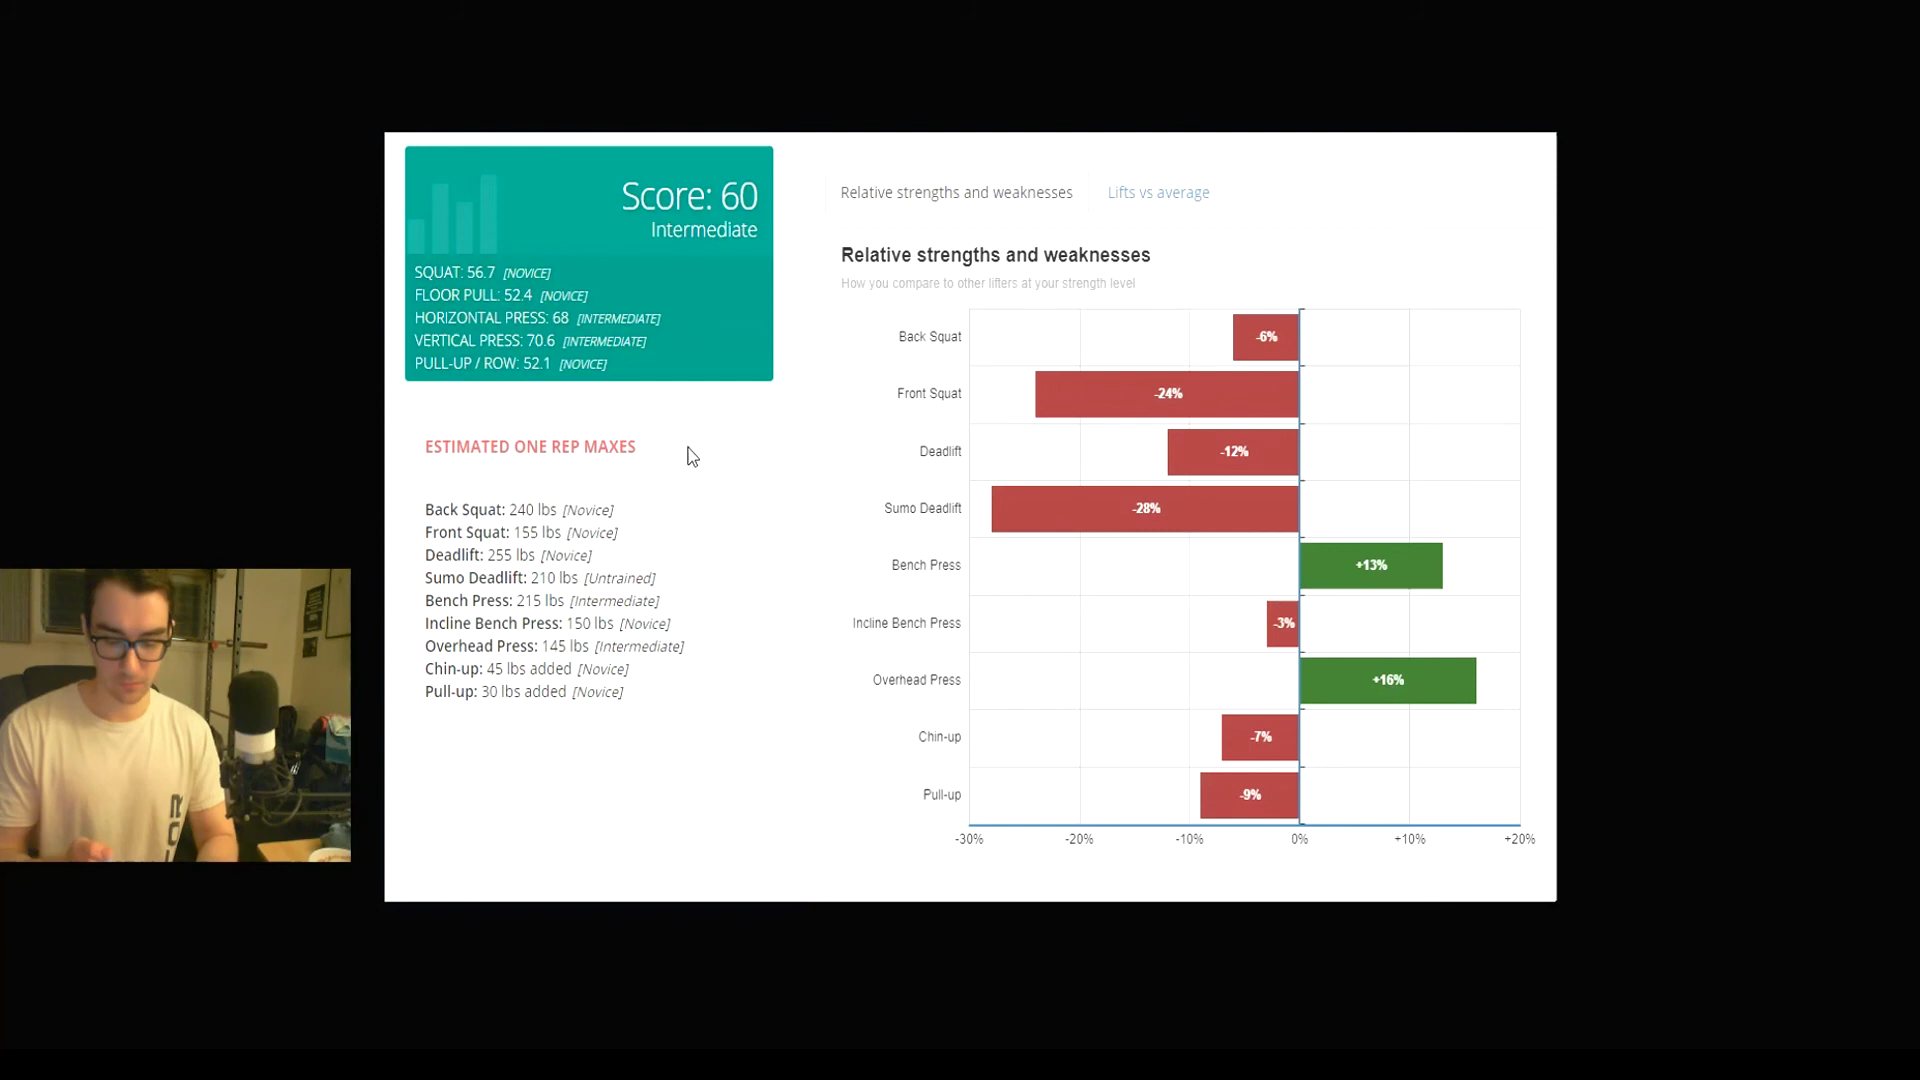 Score: 60
Intermediate
SQUAT: 56.7 [NOVICE]
FLOOR PULL: 52.4 [NOVICE]
HORIZONTAL PRESS: 68 [INTERMEDIATE]
VERTICAL PRESS: 70.6 [INTERMEDIATE]
PULL-UP / ROW: 52.1 [NOVICE]
ESTIMATED ONE REP MAXES
Back Squat: 240 lbs [Novice]
Front Squat: 155 lbs [Novice]
Deadlift: 255 lbs [Novice]
Sumo Deadlift: 210 lbs [Untrained]
Bench Press: 215 lbs [Intermediate]
Incline Bench Press: 150 lbs [Novice]
Overhead Press: 145 lbs [Intermediate]
Chin-up: 45 lbs added [Novice]
Pull-up: 30 lbs added [Novice]
Relative strengths and weaknesses Lifts vs average
Relative strengths and weaknesses
How you compare to other lifters at your strength level
Back Squat -6%
Front Squat -24%
Deadlift -12%
Sumo Deadlift -28%
Bench Press +13%
Incline Bench Press -3%
Overhead Press +16%
Chin-up -7%
Pull-up -9%
-30% -20% -10% 0% +10% +20%